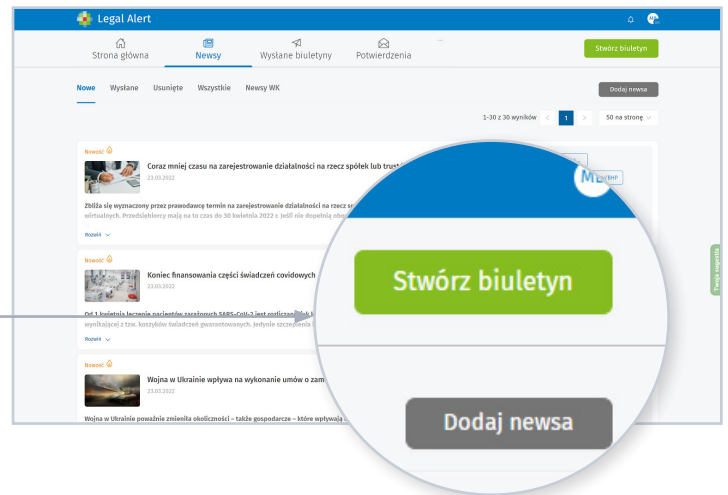 Legal Alert
Strona główna
Newsy
Wysłane biuletyny
Potwierdzenia
...
Stwórz biuletyn
Nowe Wysłane Usunięte Wszystkie Newsy WK
Dodaj newsa
1-30 z 30 wyników < 1 > 50 na stronę
Nowość
Coraz mniej czasu na zarejestrowanie działalności na rzecz spółek lub
23.03.2022
/BHP
Zbliża się wyznaczony przez prawodawcę termin na zarejestrowanie działalności na rzecz
wirtualnych. Przedsiębiorcy mają na to czas do 30 kwietnia 2022 r. Jeśli nie dopełnią
Rozwiń
Nowość
Koniec finansowania części świadczeń covidowych
23.03.2022
Od 1 kwietnia leczenie pacjentów zarażonych SARS-CoV-2 jest
wynikającej z tzw. koszyków świadczeń gwarantowanych. Jedynie szczepienia
Rozwiń
Nowość
Wojna w Ukrainie wpływa na wykonanie umów o zam
23.03.2022
Wojna w Ukrainie poważnie zmieniła okoliczności – także gospodarcze – które wpływają
Stwórz biuletyn
Dodaj newsa
Twoja sugestia